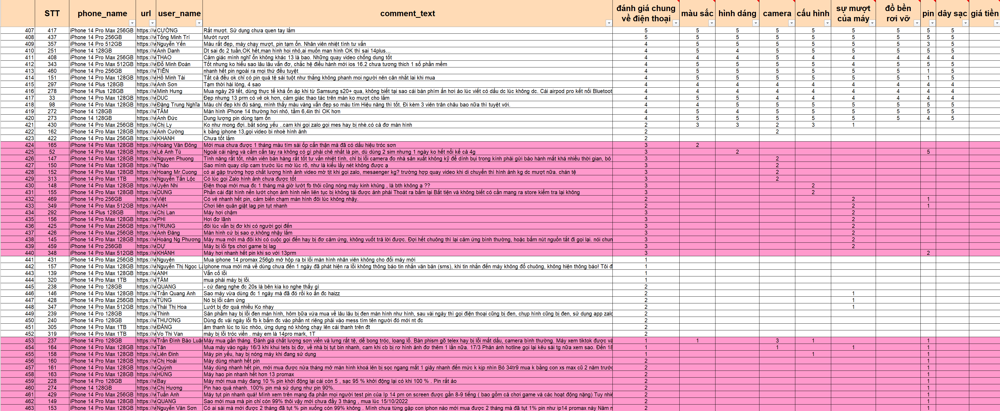 STT phone_name url user_name comment_text đánh giá chung về điện thoại màu sắc hình dáng camera cấu hình sự mượt của máy đồ bền rơi vỡ pin dây sạc giá tiền
407 417 iPhone 14 Pro Max 256GB https://w CƯỜNG Rất mượt. Sử dụng chưa quen tay lắm 5 5 5 5 5 5 5 5 5
408 437 iPhone 14 Pro 256GB https://w Tống Minh Trí Mướt rượt 5 5 5 5 5 5 5 5 5
409 357 iPhone 14 Pro 512GB https://w Nguyễn Yến Màu rất đẹp, máy chạy mượt, pin tạm ổn. Nhân viên nhiệt tình tư vấn 4 5 5 5 5 5 5 3 5
410 251 iPhone 14 128GB https://w Anh Danh Dt sai đc 2 tuần,OK hết,man hình hoi nhỏ,ai muốn man hình OK thì sai 14plus… 4 5 4 5 5 5 5 5 5
411 408 iPhone 14 Pro Max 256GB https://w THAO Cảm giác mình nghĩ ổn không khác 13 là bao. Những quay video chống dung tốt 4 4 4 5 4 4 4 4 4
412 343 iPhone 14 Pro Max 512GB https://w Đỗ Minh Đoàn Tốt nhưng ko hiểu sao lâu lâu vẫn đơ, chắc hệ điều hành mới ios 16.2 chưa tương thich 1 số phần mềm 4 5 5 5 5 4 5 5 5
413 460 iPhone 14 Pro 256GB https://w TIẾN nhanh hết pin ngoài ra mọi thứ đều tuyệt 4 5 5 5 5 5 5 1 5
414 151 iPhone 14 Pro Max 128GB https://w Hồ Minh Tài Tất cả đều ok chỉ có pin quá tệ sài tuột như thắng không phanh moi người nên cân nhắt lai khi mua 4 5 5 5 5 5 5 1 5
415 297 iPhone 14 Plus 128GB https://w Anh Sơn Tạm thời hài lòng, 4 sao 4 4 4 4 4 4 4 4 4
416 278 iPhone 14 Plus 128GB https://w Minh Hưng Mua ngày 29 tết, dùng thực tế khá ổn áp khi từ Samsung s20+ qua, không biết tại sao cái bàn phím ấn hơi ảo lúc viết có dấu dc lúc không dc. Cái airpod pro kết nối Bluetoot 4 4 4 4 4 4 4 4 4
417 33 iPhone 14 Pro Max 128GB https://w DUC Đẹp nhưng 13 prm có vẻ ok hơn, cảm giác thao tác trên màn ko mượt cho lắm 4 5 5 4 4 4 4 4 4
418 98 iPhone 14 Pro Max 128GB https://w Đặng Trung Nghĩa Màu chỉ đẹp khi đủ sáng, mình thấy màu vàng vẫn đẹp so màu tím Hiệu năng thì tốt. Đi kèm 3 viên trân châu bao nữa thì tuyệt vời. 4 4 5 5 5 5 5 5 5
419 272 iPhone 14 128GB https://w TÂM Màn hình iPhone 14 thường hơi nhỏ, tầm 6,4in thì OK hơn 4 5 4 5 5 5 5 5 5
420 273 iPhone 14 128GB https://w Anh Đức Dung lượng pin dùng tạm ổn 4 5 5 5 5 5 5 4 5
421 430 iPhone 14 Pro Max 256GB https://w Chị Ly Ko như mong đợi..bắt sóng yếu ..cam khi gọi zalo gọi mes hay bị nhè.có cả đơ màn hình 2 3 3 2 3 1
422 162 iPhone 14 Pro Max 128GB https://w Anh Cường k bằng iphone 13,gọi video bi nhoè hình ảnh 2 2
423 422 iPhone 14 Pro Max 256GB https://w KHANH Chưa tốt lắm 2
424 165 iPhone 14 Pro Max 128GB https://w Hoàng Văn Đông Mới mua chưa được 1 tháng màu tím sài ốp cẩn thận mà đã có dấu hiệu tróc sơn 3 2
425 52 iPhone 14 Pro Max 128GB https://w Lê Anh Tú Ngoài cái nặng và cầm cấn tay ra không có gì phải chê nhất là pin, dù dùng 2 sim nhưng 1 ngày ko hết nổi kể cả 4g 3 2 5
426 147 iPhone 14 Pro Max 128GB https://w Nguyen Phuong Tính năng rất tốt, nhân viên bán hàng rất tốt tư vấn nhiệt tình, chỉ bị lỗi camera đo nhà sản xuất không kỹ để dính bụi trong kính phải gửi bảo hành mất khá nhiều thời gian, bỏ 3 2
427 150 iPhone 14 Pro Max 128GB https://w Thảo Sao mình quay clip cam trước lúc mờ lúc rõ, như là kiểu lấy nét không được ạ 3 2
428 152 iPhone 14 Pro Max 128GB https://w Hoang Mr.Cuong có ai gặp trường hợp chất lượng hình ảnh video mờ tịt khi gọi zalo, mesaenger kg? trường hợp quay video khi di chuyển thì hình ảnh kg dc mượt nữa. chán tệ 3 2
429 313 iPhone 14 Pro Max 1TB https://w Nguyễn Tấn Lộc Có lúc gọi Zalo hình ảnh chưa được tốt 3 2
430 148 iPhone 14 Pro Max 128GB https://w Uyên Nhi Điện thoại mới mua đc 1 tháng mà giờ lướt fb thôi cũng nóng máy kinh khủng , là bth không ạ ?? 3 2
431 155 iPhone 14 Pro Max 128GB https://w DUNG Phần cài đặt hình nền lướt chọn ảnh hình nền liên tục bị không tải được ảnh phải Thoát ra bấm lại Bất tiện và không biết có cần mang ra store kiểm tra lại không 3 2
432 469 iPhone 14 Pro 256GB https://w Việt Có vẻ nhanh hết pin, cảm biến chạm màn hình đôi lúc không nhậy. 2 2 1
433 349 iPhone 14 Pro Max 512GB https://w ANH Chơi liên quân giật lag pin tụt nhanh 2 2 1
434 292 iPhone 14 Plus 128GB https://w Chị Lan Máy hơi chậm 3 2
435 156 iPhone 14 Pro Max 128GB https://w PHI Hơi đơ lãnh 3 2
436 425 iPhone 14 Pro Max 256GB https://w TRUNG đôi lúc vẫn bị đơ khi có người gọi đến 3 2
437 426 iPhone 14 Pro Max 256GB https://w Anh Đăng Màn hình cứ bị sao ợ,không nhậy lắm 3 2
438 145 iPhone 14 Pro Max 128GB https://w Hoàng Ng Phương Máy mua mới mà đôi khi có cuộc gọi đến hay bị đơ cảm ứng, không vuốt trả lời được. Đợi hết chuông thì lại cảm ứng bình thường, hoặc bấm nút nguồn tắt đi gọi lại. nói chun 3 2
439 459 iPhone 14 Pro 256GB https://w DỰ Máy bị lỗi fps chơi game bị lag 3 2
440 348 iPhone 14 Pro Max 512GB https://w KHÁNH Máy hơi nhanh hết pin khi so với 13prm 3 2
441 431 iPhone 14 Pro Max 256GB https://w Nguyên Mua iphone 14 promax 256gb mở hộp ra bi lỗi màn hình nhân viên không cho đổi máy mới 1
442 157 iPhone 14 Pro Max 128GB https://w Nguyễn Thị Ngọc La Iphone mua mới mà về dùng chưa đến 1 ngày đã phát hiện ra lỗi không thông báo tin nhắn văn bản (sms), khi tin nhắn đến máy không đổ chuông, không hiện thông báo! Tôi đ 1
443 139 iPhone 14 Pro Max 128GB https://w ANH Vẫn cố lỗi 1
444 320 iPhone 14 Pro Max 1TB https://w TÂM mua phải máy bị lỗi. 1
445 238 iPhone 14 Pro 128GB https://w QUANG - cứ đang nghe đc 20s là bên kia ko nghe thấy gì 2
446 146 iPhone 14 Pro Max 128GB https://w Trần Quang Anh Sao máy vừa dùng đc 1 ngày mà đã đó rồi ko ấn đc haizz 2 1
447 428 iPhone 14 Pro Max 256GB https://w TÙNG Nó bị lỗi cảm ứng 2 1
448 347 iPhone 14 Pro Max 512GB https://w Thái Thị Hoa Lướt bị đơ quá nhiều Ko nhạy 2 1
449 239 iPhone 14 Pro 128GB https://w Thinh Sản phẩm hay bị lỗi đen màn hình, hôm bữa vứa mua về lâu lâu bị đen màn hình như hình, sau vài ngày thì gọi điện thoại cũng bị đen, chụp hình cũng bị đen, sử dụng app zalo 2
450 240 iPhone 14 Pro 128GB https://w THƯƠNG Dùng đc vài ngày lỗi fb k bấm đc vào phần nt riêng phải vào mess tìm tên người đó mới nt đc 2
451 305 iPhone 14 Pro Max 1TB https://w ĐẰNG âm thanh lúc to lúc nhỏo, ứng dụng nó không chạy lên cái thanh trên đt 2
452 319 iPhone 14 Pro Max 1TB https://w Vo Thi Van máy bị lỗi tróc viền . máy em là 14pro mark, 1T 2
453 237 iPhone 14 Pro 128GB https://w Trần Đình Bảo Luân Máy mua gần tháng. Đánh giá chất lượng sơn viền và lưng rất tệ, dễ bong tróc, loang lổ. Bàn phism gõ telex hay bị lỗi mất dấu, camera bình thường. Máy xem tiktok được và 1 1 3 1 1
454 164 iPhone 14 Pro Max 128GB https://w Tân Mua máy vào ngày 16/3 khi khui tets bị đơ, về nhà bị tụt bin nhanh, cam khi cb bị rơ hình ảnh đơ thêm 1 lần nữa. 17/3 Phản ánh hotline gọi lại kêu sài tg nữa xem sao. Đến 18 1 1 1 1
455 158 iPhone 14 Pro Max 128GB https://w Liên Đinh Máy pin yếu, hay bị nóng máy khi đang sử dụng 1 1 1
456 160 iPhone 14 Pro Max 128GB https://w Chị Hoài Máy dùng nhanh hết pin 2 1
457 161 iPhone 14 Pro Max 128GB https://w Quỳnh Máy dùng nhanh hết pin, mới mua được nửa tháng mở màn hình khoá lên bị sọc ngang mất 1 giây nhanh đến mức k kịp nhìn Bỏ 34tr9 mua k bằng con xs max cũ 2 năm trước 2 1
458 163 iPhone 14 Pro Max 128GB https://w HÙNG Máy hao pin nhanh hết hơn 13 promax 2 1
459 228 iPhone 14 Pro 128GB https://w Bay Máy mới mua máy đang 10 % pin khởi động lại cái còn 5 , sạc 95 % khởi động lại có khi 100 % . Pin rất ảo 2 1
460 274 iPhone 14 128GB https://w Chị Hương Pin hao quá nhanh. 100% pin mà sử dụng như pin 90%. 2 1
461 429 iPhone 14 Pro Max 256GB https://w Tuấn Anh Máy tụt pin nhanh quá! Mình xem trên mạng đa phần mọi người test pin của Ip 14 pm on screen được gần 8-9 tiếng ( bao gồm cả chơi game và các hoạt động nặng) Tuy nhiê 2 1
462 149 iPhone 14 Pro Max 128GB https://w QUANG Sao mới mua mà pin chỉ còn 99% thôi vậy mới chưa đầy 3 tháng , mua lúc 15/10/2022 2 1
463 153 iPhone 14 Pro Max 128GB https://w Nguyễn Văn Sơn Có ai sài mà mới được 2 tháng đã tụt % pin xuống còn 99% không . Mình chưa từng gặp con iphon nào mới mua được 2 tháng mà đã tụt 1% pin như ip14 promax này Năm n 2 1